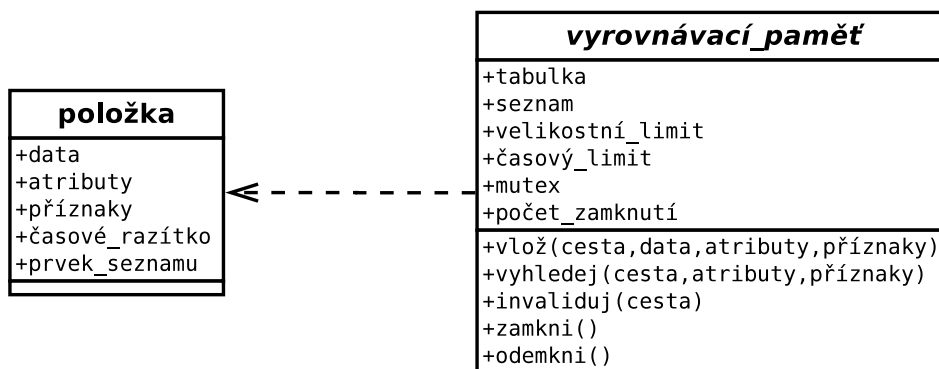 položka
+data
+atributy
+příznaky
+časové_razítko
+prvek_seznamu
vyrovnávací_paměť
+tabulka
+seznam
+velikostní_limit
+časový_limit
+mutex
+počet_zamknutí
+vlož(cesta,data,atributy,příznaky)
+vyhledej(cesta,atributy,příznaky)
+invaliduj(cesta)
+zamkni()
+odemkni()